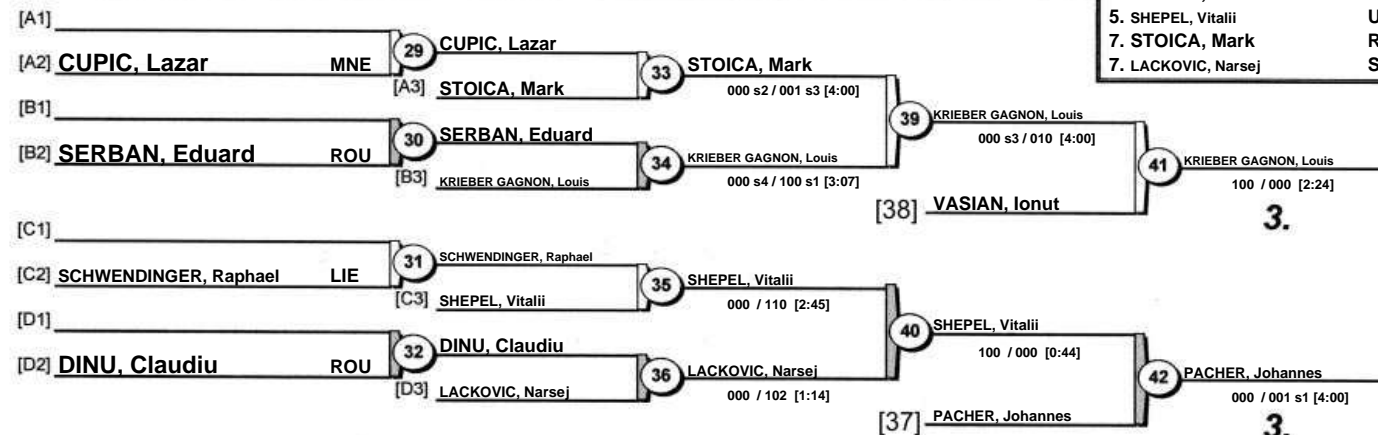 5. SHEPEL, Vitalii U
7. STOICA, Mark R
7. LACKOVIC, Narsej S
[A1]
[A2] CUPIC, Lazar MNE
29
CUPIC, Lazar
[A3] STOICA, Mark
33
STOICA, Mark
000 s2 / 001 s3 [4:00]
[B1]
[B2] SERBAN, Eduard ROU
30
SERBAN, Eduard
[B3] KRIEBER GAGNON, Louis
34
KRIEBER GAGNON, Louis
000 s4 / 100 s1 [3:07]
39
KRIEBER GAGNON, Louis
000 s3 / 010 [4:00]
[38] VASIAN, Ionut
41
KRIEBER GAGNON, Louis
100 / 000 [2:24]
3.
[C1]
[C2] SCHWENDINGER, Raphael LIE
31
SCHWENDINGER, Raphael
[C3] SHEPEL, Vitalii
35
SHEPEL, Vitalii
000 / 110 [2:45]
[D1]
[D2] DINU, Claudiu ROU
32
DINU, Claudiu
[D3] LACKOVIC, Narsej
36
LACKOVIC, Narsej
000 / 102 [1:14]
40
SHEPEL, Vitalii
100 / 000 [0:44]
[37] PACHER, Johannes
42
PACHER, Johannes
000 / 001 s1 [4:00]
3.